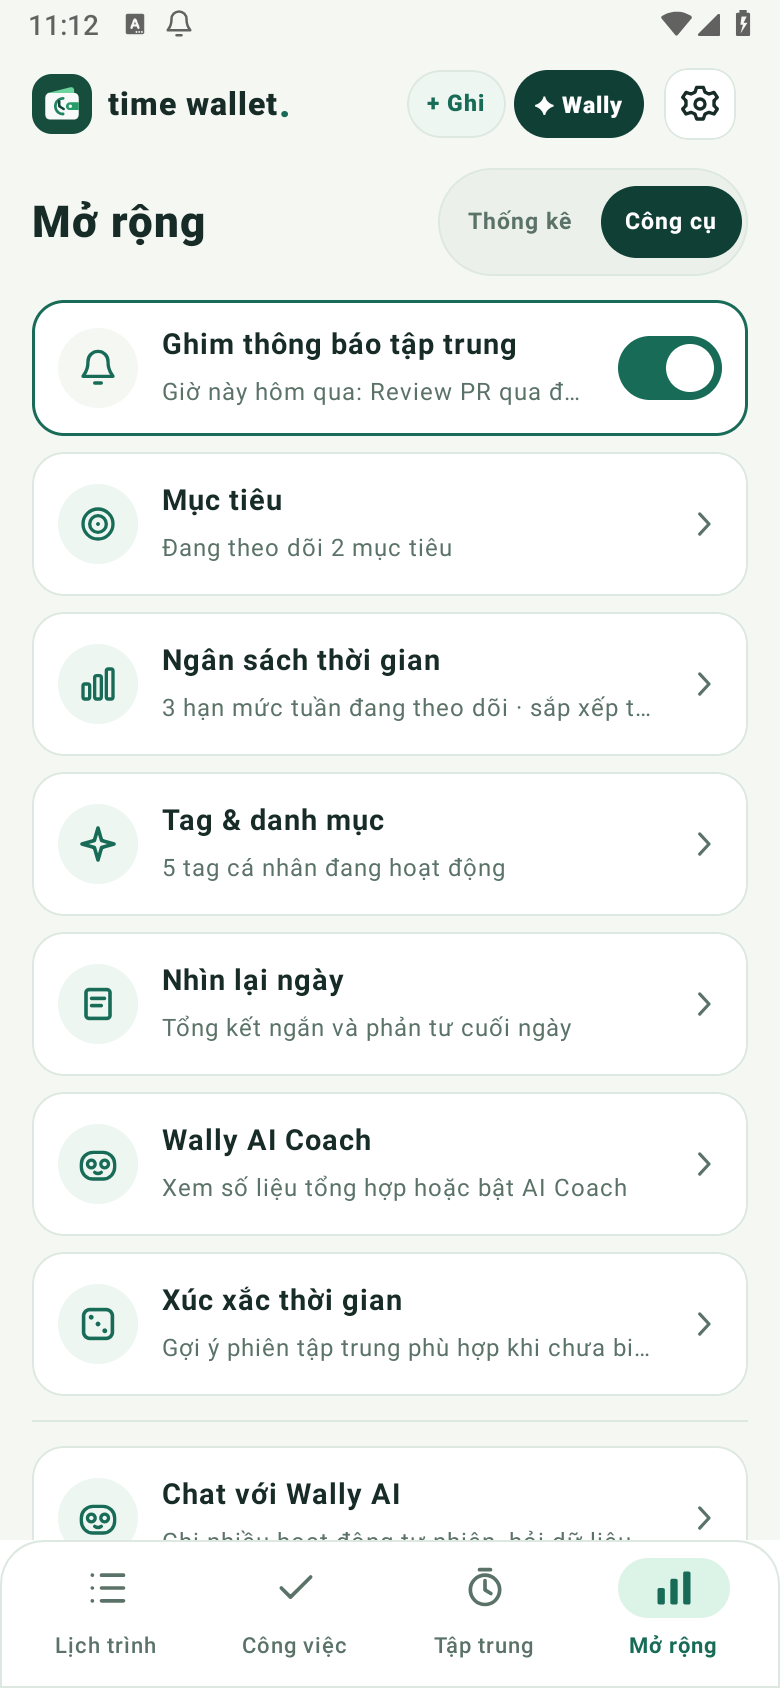 11:12
time wallet.
+ Ghi
Wally
Mở rộng
Thống kê
Công cụ
Ghim thông báo tập trung
Giờ này hôm qua: Review PR qua đ...
Mục tiêu
Đang theo dõi 2 mục tiêu
Ngân sách thời gian
3 hạn mức tuần đang theo dõi · sắp xếp t...
Tag & danh mục
5 tag cá nhân đang hoạt động
Nhìn lại ngày
Tổng kết ngắn và phản tư cuối ngày
Wally AI Coach
Xem số liệu tổng hợp hoặc bật AI Coach
Xúc xắc thời gian
Gợi ý phiên tập trung phù hợp khi chưa bi...
Chat với Wally AI
Lịch trình
Công việc
Tập trung
Mở rộng